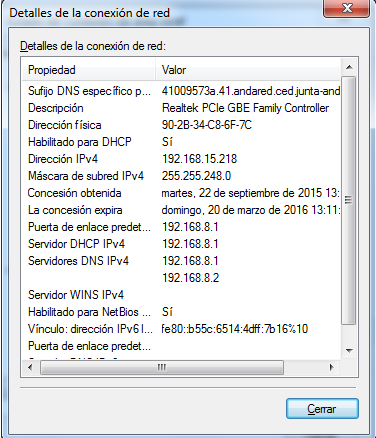 Detalles de la conexión de red
Detalles de la conexión de red:
Propiedad Valor
Sufijo DNS específico p... 41009573a.41.andared.ced.junta-and
Descripción Realtek PCIe GBE Family Controller
Dirección física 90-2B-34-C8-6F-7C
Habilitado para DHCP Sí
Dirección IPv4 192.168.15.218
Máscara de subred IPv4 255.255.248.0
Concesión obtenida martes, 22 de septiembre de 2015 13:
La concesión expira domingo, 20 de marzo de 2016 13:11:
Puerta de enlace predet... 192.168.8.1
Servidor DHCP IPv4 192.168.8.1
Servidores DNS IPv4 192.168.8.1
192.168.8.2
Servidor WINS IPv4
Habilitado para NetBios ... Sí
Vínculo: dirección IPv6 l... fe80::b55c:6514:4dff:7b16%10
Puerta de enlace predet...
Cerrar